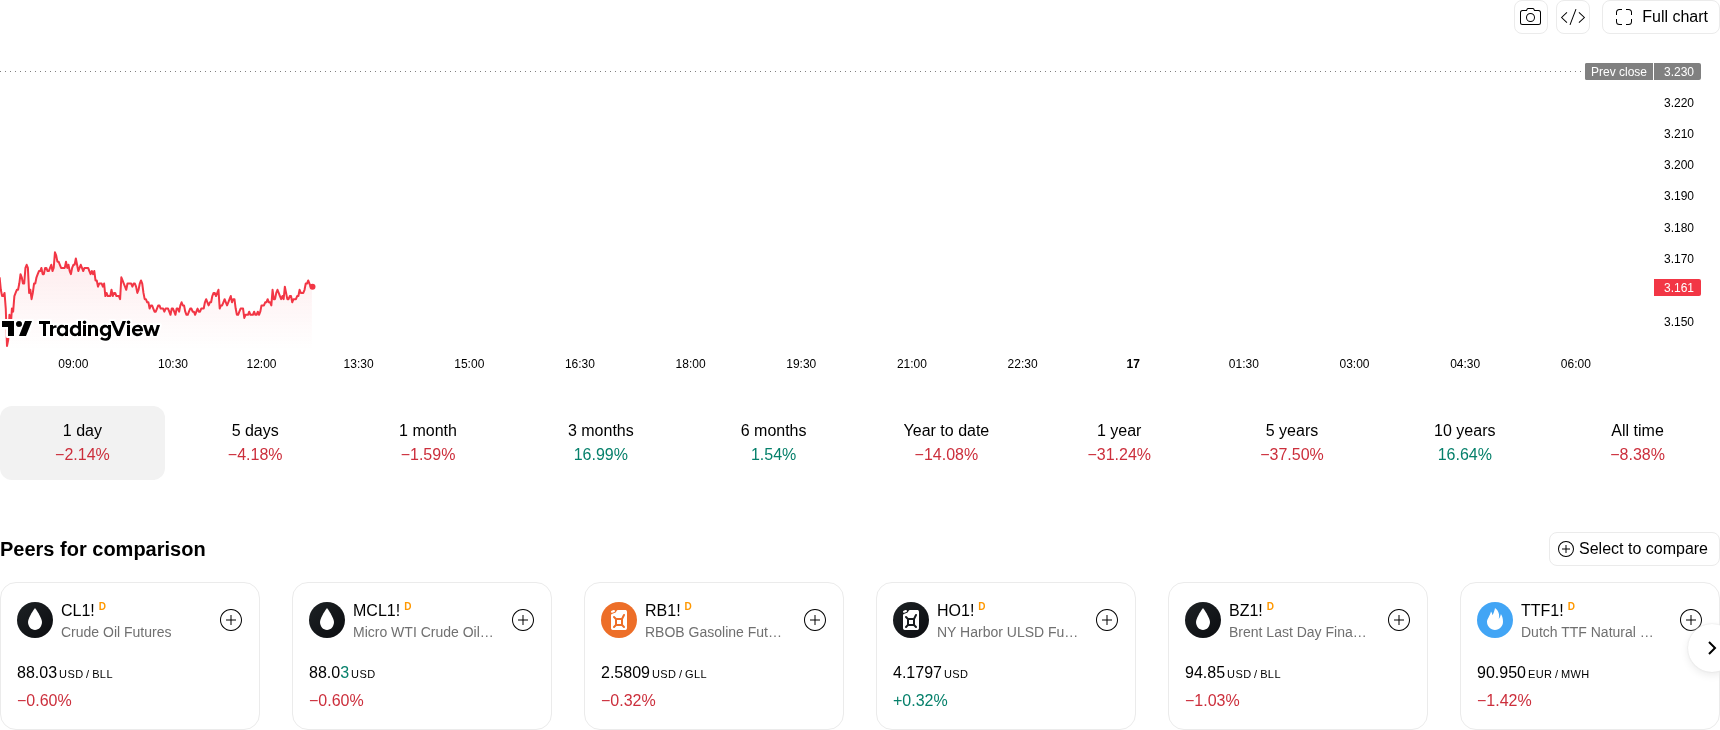 Full chart
Prev close 3.230
3.220
3.210
3.200
3.190
3.180
3.170
3.161
3.150
TradingView
09:00 10:30 12:00 13:30 15:00 16:30 18:00 19:30 21:00 22:30 17 01:30 03:00 04:30 06:00
1 day 5 days 1 month 3 months 6 months Year to date 1 year 5 years 10 years All time
−2.14% −4.18% −1.59% 16.99% 1.54% −14.08% −31.24% −37.50% 16.64% −8.38%
Peers for comparison
Select to compare
CL1! D
Crude Oil Futures
88.03 USD / BLL
−0.60%
MCL1! D
Micro WTI Crude Oil…
88.03 USD
−0.60%
RB1! D
RBOB Gasoline Fut…
2.5809 USD / GLL
−0.32%
HO1! D
NY Harbor ULSD Fu…
4.1797 USD
+0.32%
BZ1! D
Brent Last Day Fina…
94.85 USD / BLL
−1.03%
TTF1! D
Dutch TTF Natural …
90.950 EUR / MWH
−1.42%